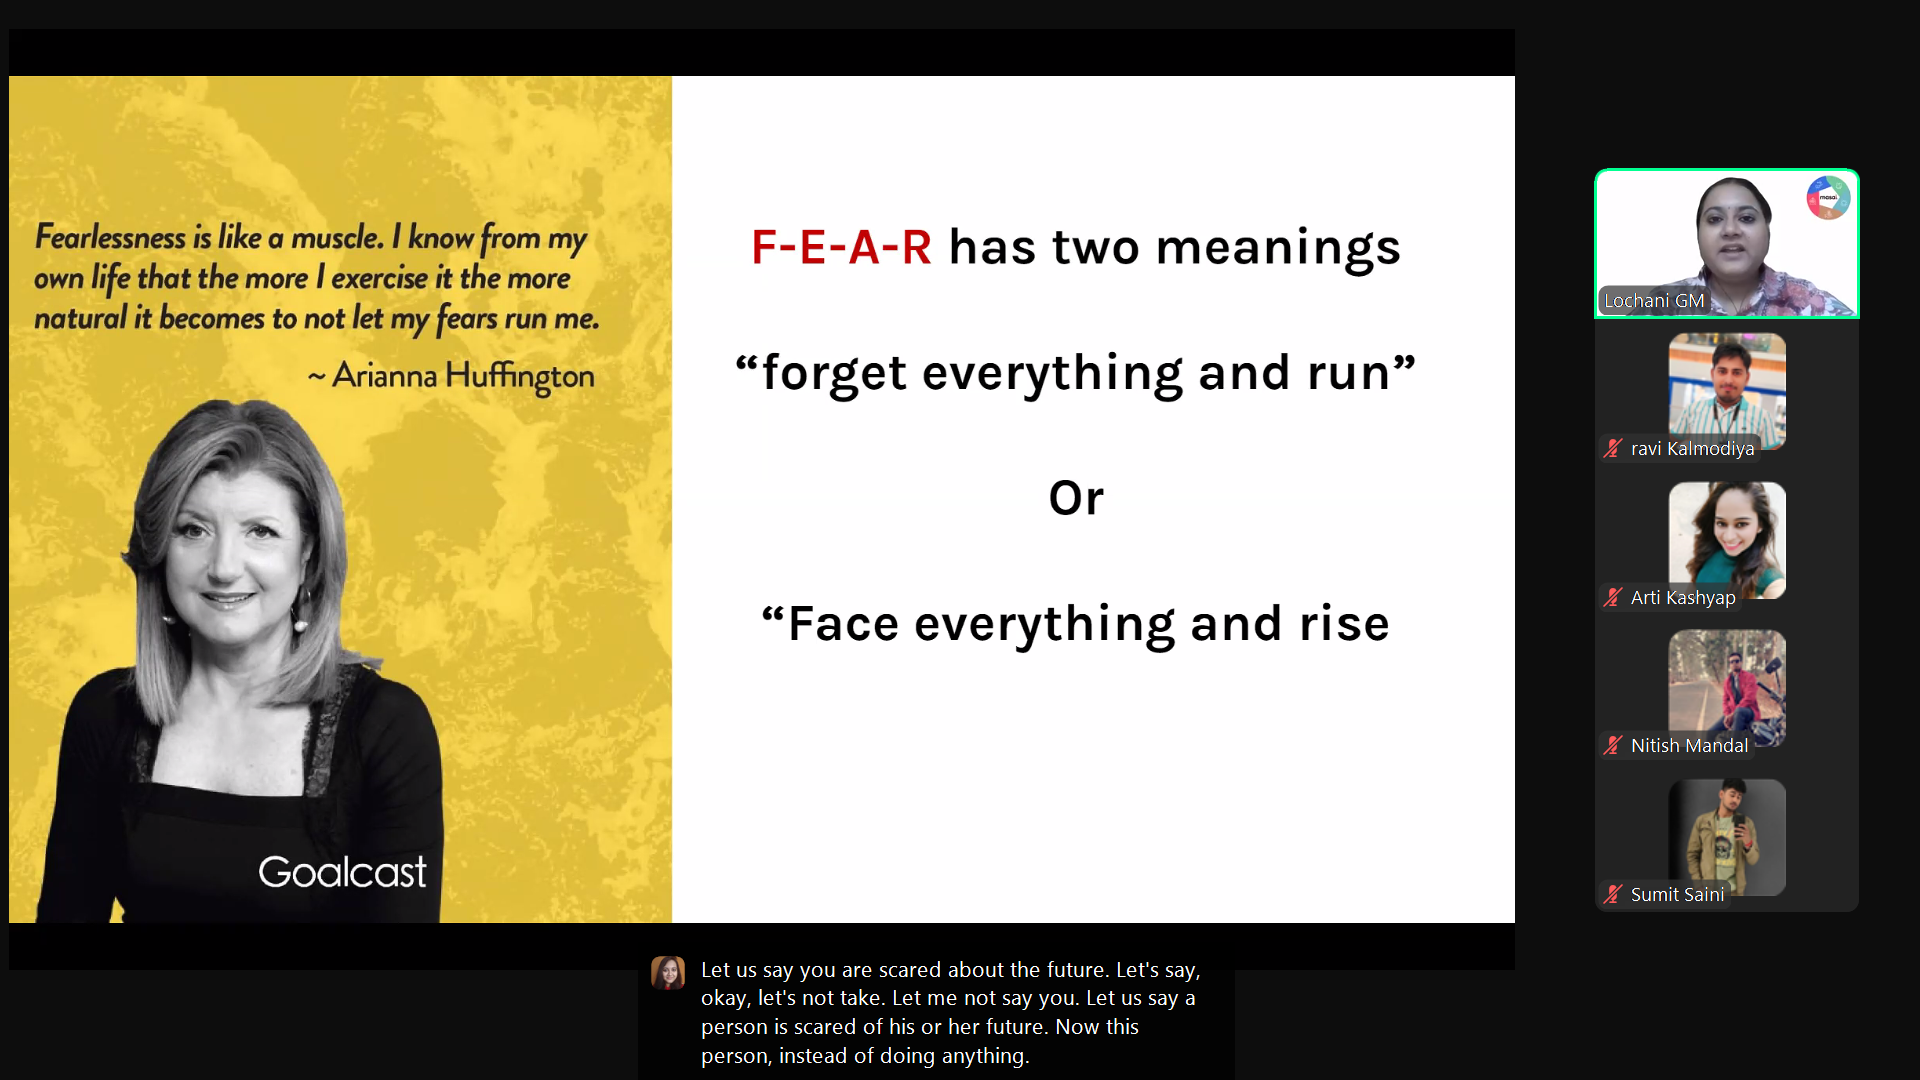 Fearlessness is like a muscle. I know from my
own life that the more I exercise it the more
natural it becomes to not let my fears run me.
~ Arianna Huffington
Goalcast
F-E-A-R has two meanings
“forget everything and run”
Or
“Face everything and rise
masai
Lochani GM
ravi Kalmodiya
Arti Kashyap
Nitish Mandal
Sumit Saini
Let us say you are scared about the future. Let's say,
okay, let's not take. Let me not say you. Let us say a
person is scared of his or her future. Now this
person, instead of doing anything.